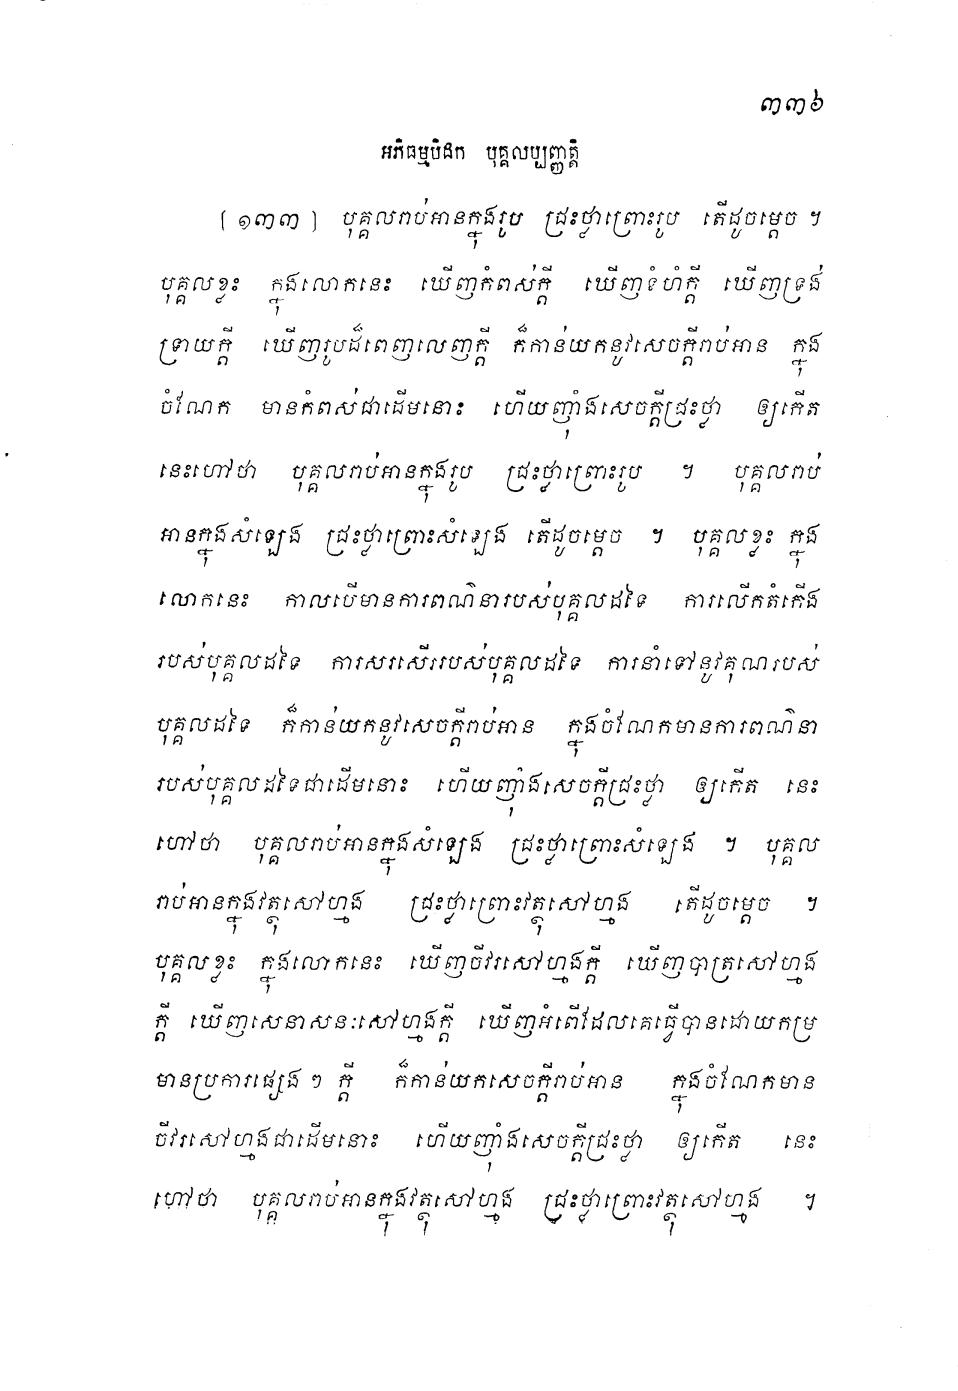 ៣៣៦
អភិធម្មបិដក បុគ្គលប្បញ្ញត្តិ
[១៣៣] បុគ្គលរាប់អានក្នុងរូប ជ្រះថ្លាព្រោះរូប តើដូចម្តេច ។
បុគ្គលខ្លះ ក្នុងលោកនេះ ឃើញកំពស់ក្តី ឃើញទំហំក្តី ឃើញទ្រង់
ទ្រាយក្តី ឃើញរូបដ៏ពេញលេញក្តី ក៏កាន់យកនូវសេចក្តីរាប់អាន ក្នុង
ចំណែក មានកំពស់ជាដើមនោះ ហើយញុំាងសេចក្តីជ្រះថ្លា ឲ្យកើត
នេះហៅថា បុគ្គលរាប់អានក្នុងរូប ជ្រះថ្លាព្រោះរូប ។ បុគ្គលរាប់
អានក្នុងសំឡេង ជ្រះថ្លាព្រោះសំឡេង តើដូចម្តេច ។ បុគ្គលខ្លះ ក្នុង
លោកនេះ កាលបើមានការពណ៌នារបស់បុគ្គលដទៃ ការលើកតំកើង
របស់បុគ្គលដទៃ ការសរសើររបស់បុគ្គលដទៃ ការនាំទៅនូវគុណរបស់
បុគ្គលដទៃ ក៏កាន់យកនូវសេចក្តីរាប់អាន ក្នុងចំណែកមានការពណ៌នា
របស់បុគ្គលដទៃជាដើមនោះ ហើយញុំាងសេចក្តីជ្រះថ្លា ឲ្យកើត នេះ
ហៅថា បុគ្គលរាប់អានក្នុងសំឡេង ជ្រះថ្លាព្រោះសំឡេង ។ បុគ្គល
រាប់អានក្នុងវត្ថុសៅហ្មង ជ្រះថ្លាព្រោះវត្ថុសៅហ្មង តើដូចម្តេច ។
បុគ្គលខ្លះ ក្នុងលោកនេះ ឃើញចីវរសៅហ្មងក្តី ឃើញបាត្រសៅហ្មង
ក្តី ឃើញសេនាសនៈសៅហ្មងក្តី ឃើញអំពើដែលគេធ្វើបានដោយកម្រ
មានប្រការផ្សេងៗ ក្តី ក៏កាន់យកសេចក្តីរាប់អាន ក្នុងចំណែកមាន
ចីវរសៅហ្មងជាដើមនោះ ហើយញុំាងសេចក្តីជ្រះថ្លា ឲ្យកើត នេះ
ហៅថា បុគ្គលរាប់អានក្នុងវត្ថុសៅហ្មង ជ្រះថ្លាព្រោះវត្ថុសៅហ្មង ។